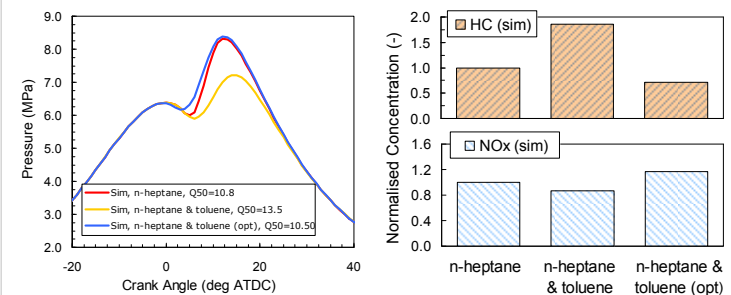 9.0
8.0
7.0
6.0
5.0
4.0
3.0
2.0
Pressure (MPa)
Sim, n-heptane, Q50=10.8
Sim, n-heptane & toluene, Q50=13.5
Sim, n-heptane & toluene (opt), Q50=10.50
-20
0
20
40
Crank Angle (deg ATDC)
Normalised Concentration (-)
2.0
1.5
1.0
0.5
0.0
HC (sim)
1.6
1.2
0.8
0.4
0.0
NOx (sim)
n-heptane
n-heptane
& toluene
n-heptane &
toluene (opt)